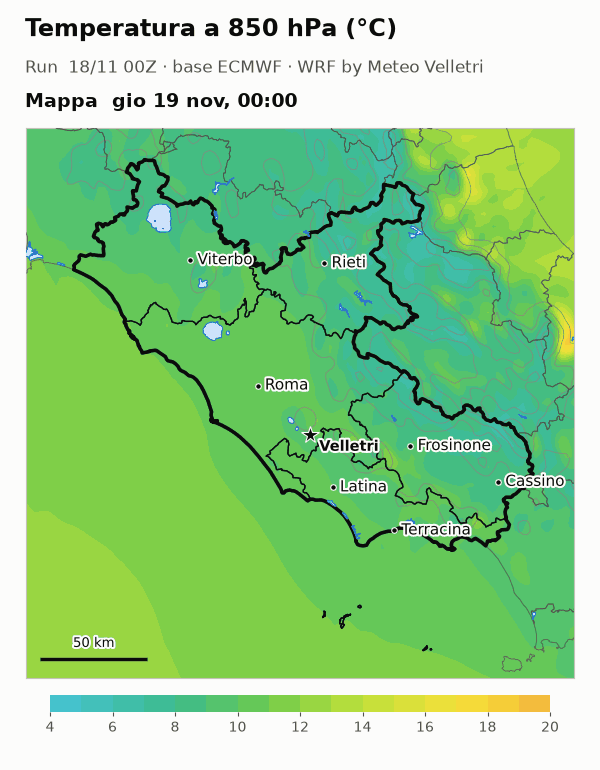 Temperatura a 850 hPa (°C)
Run  18/11 00Z · base ECMWF · WRF by Meteo Velletri
Mappa  gio 19 nov, 00:00
Viterbo
Rieti
Roma
Velletri
Frosinone
Latina
Cassino
Terracina
50 km
4 6 8 10 12 14 16 18 20